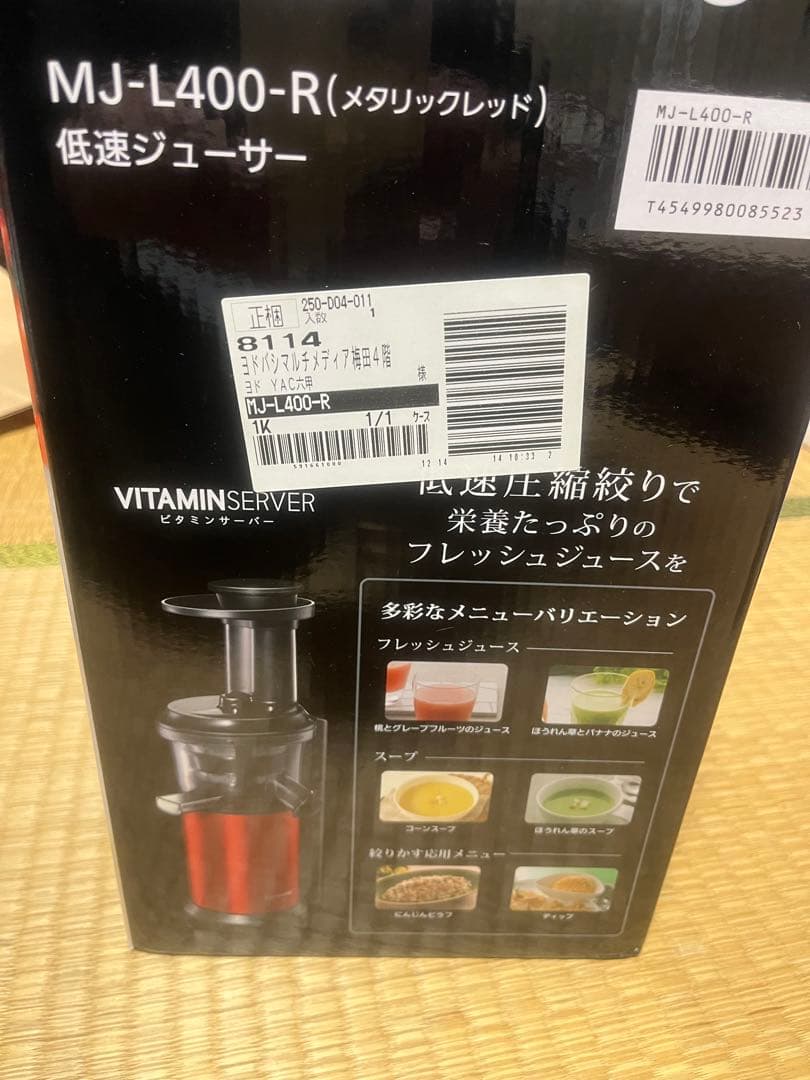 MJ-L400-R(メタリックレッド)
低速ジューサー
MJ-L400-R
T4549980085523
正梱 250-D04-011
入数 1
8114
ヨドバシマルチメディア梅田4階
ヨド YAC六甲 様
MJ-L400-R
1K 1/1 ケース
12 14 14 10:33 2
VITAMINSERVER
ビタミンサーバー
低速圧縮絞りで
栄養たっぷりの
フレッシュジュースを
多彩なメニューバリエーション
フレッシュジュース
桃とグレープフルーツのジュース
ほうれん草とバナナのジュース
スープ
コーンスープ
ほうれん草のスープ
絞りかす応用メニュー
にんじんピラフ
ディップ